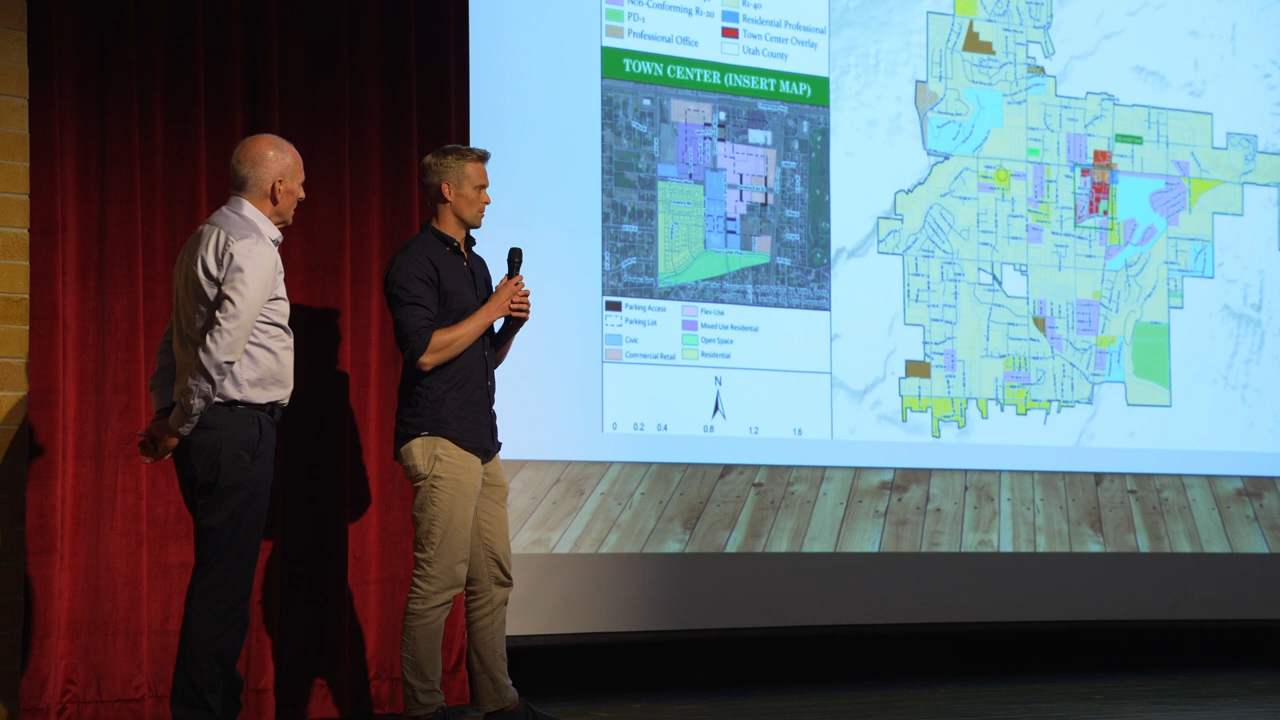 Non-Conforming R1-20
PD-1
Professional Office
R1-40
Residential Professional
Town Center Overlay
Utah County
TOWN CENTER (INSERT MAP)
Parking Access
Parking Lot
Civic
Commercial Retail
Flex-Use
Mixed Use Residential
Open Space
Residential
N
0 0.2 0.4 0.8 1.2 1.6